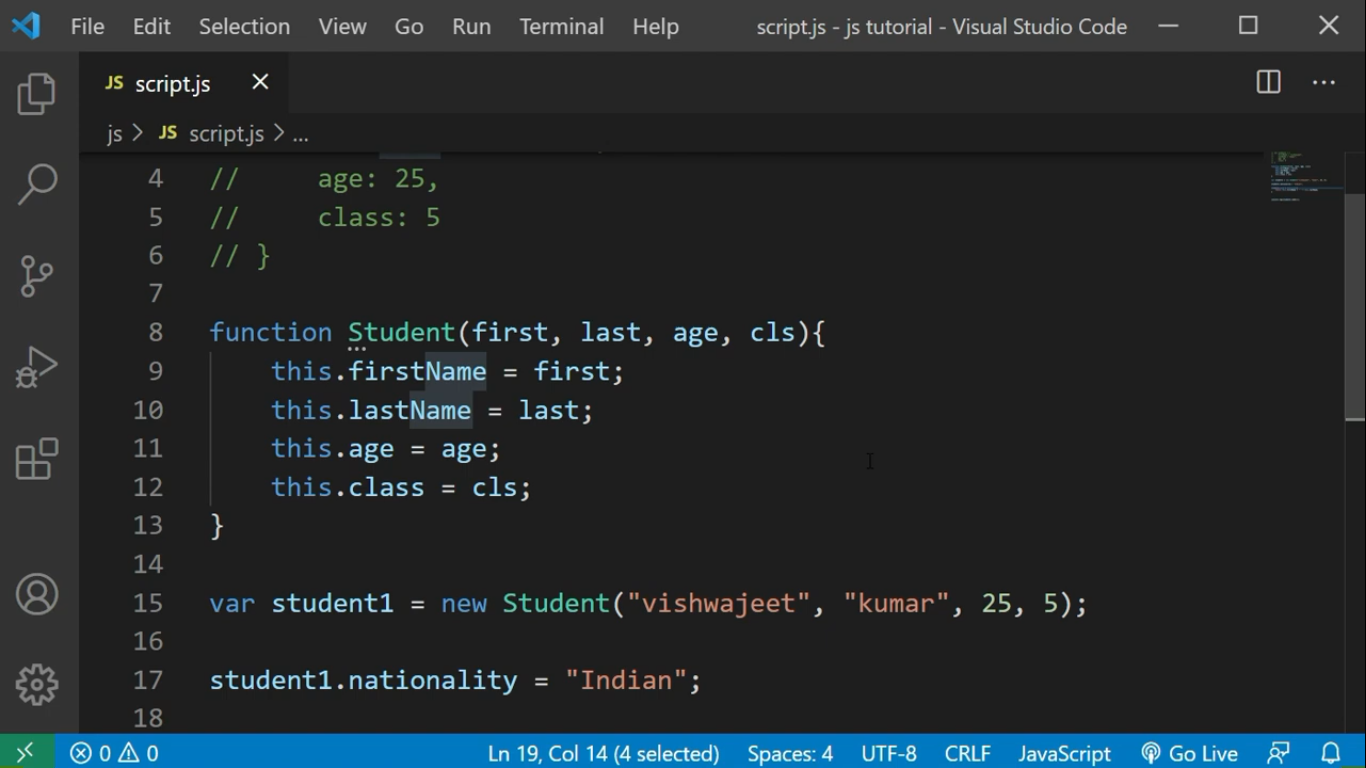 File Edit Selection View Go Run Terminal Help script.js - js tutorial - Visual Studio Code
JS script.js
js > JS script.js > ...
4 //     age: 25,
5 //     class: 5
6 // }
7
8 function Student(first, last, age, cls){
9     this.firstName = first;
10     this.lastName = last;
11     this.age = age;
12     this.class = cls;
13 }
14
15 var student1 = new Student("vishwajeet", "kumar", 25, 5);
16
17 student1.nationality = "Indian";
18
0 0 Ln 19, Col 14 (4 selected) Spaces: 4 UTF-8 CRLF JavaScript Go Live